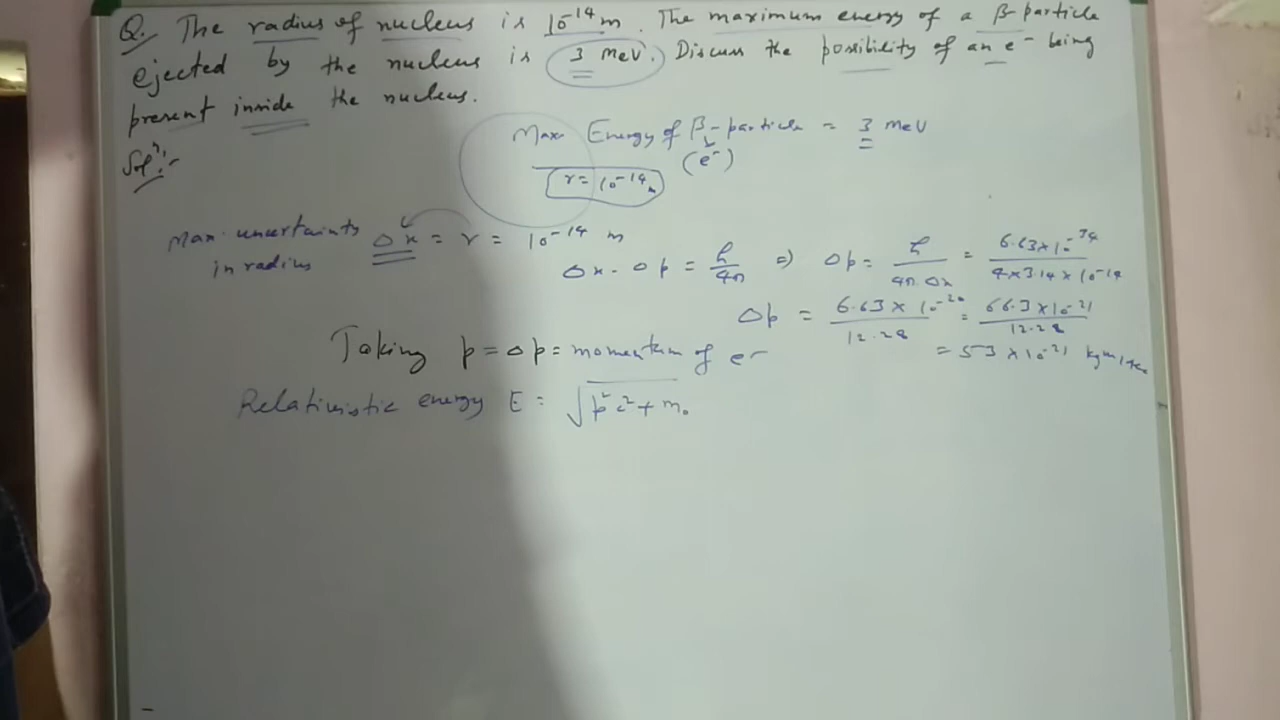 Q. The radius of nucleus is 10⁻¹⁴ m. The maximum energy of a β-particle
ejected by the nucleus is 3 MeV. Discuss the possibility of an e⁻ being
present inside the nucleus.
Solⁿ:-
Max Energy of β-particle = 3 MeV
(e⁻)
r = 10⁻¹⁴ m
Max. uncertainty Δx = r = 10⁻¹⁴ m
in radius
Δx · Δp = h/4π ⇒ Δp = h/4π·Δx = 6.63×10⁻³⁴/4×3.14×10⁻¹⁴
Δp = 6.63×10⁻²⁰/12.28 = 66.3×10⁻²¹/12.28
= 5.3 ×10⁻²¹ kgm/sec
Taking p = Δp = momentum of e⁻
Relativistic energy E = √p²c²+m₀